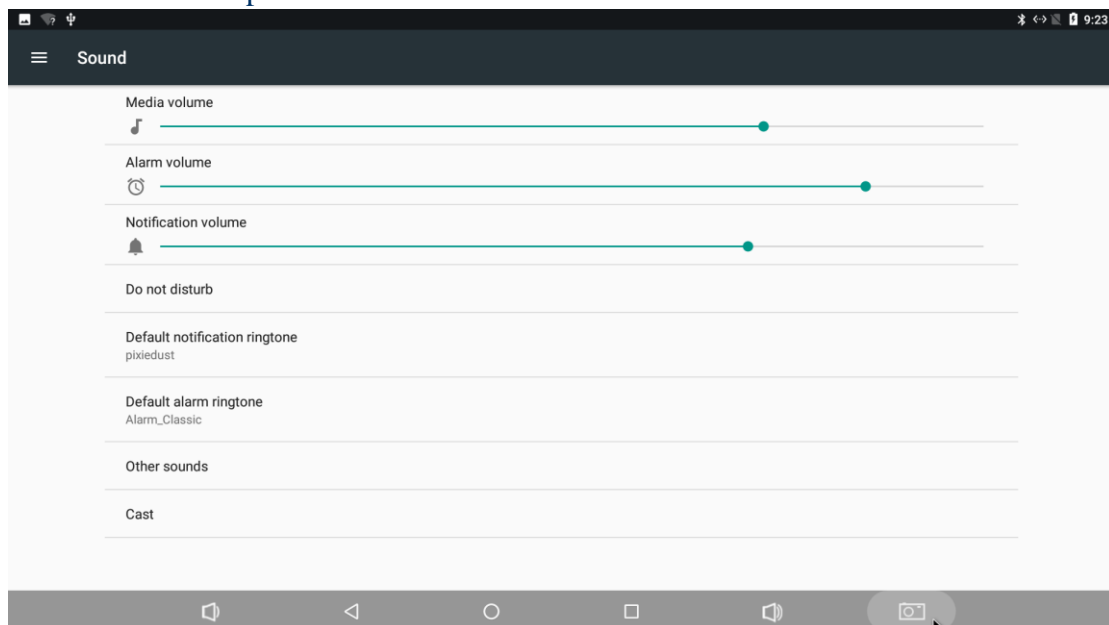 9:23
Sound
Media volume
Alarm volume
Notification volume
Do not disturb
Default notification ringtone
pixiedust
Default alarm ringtone
Alarm_Classic
Other sounds
Cast